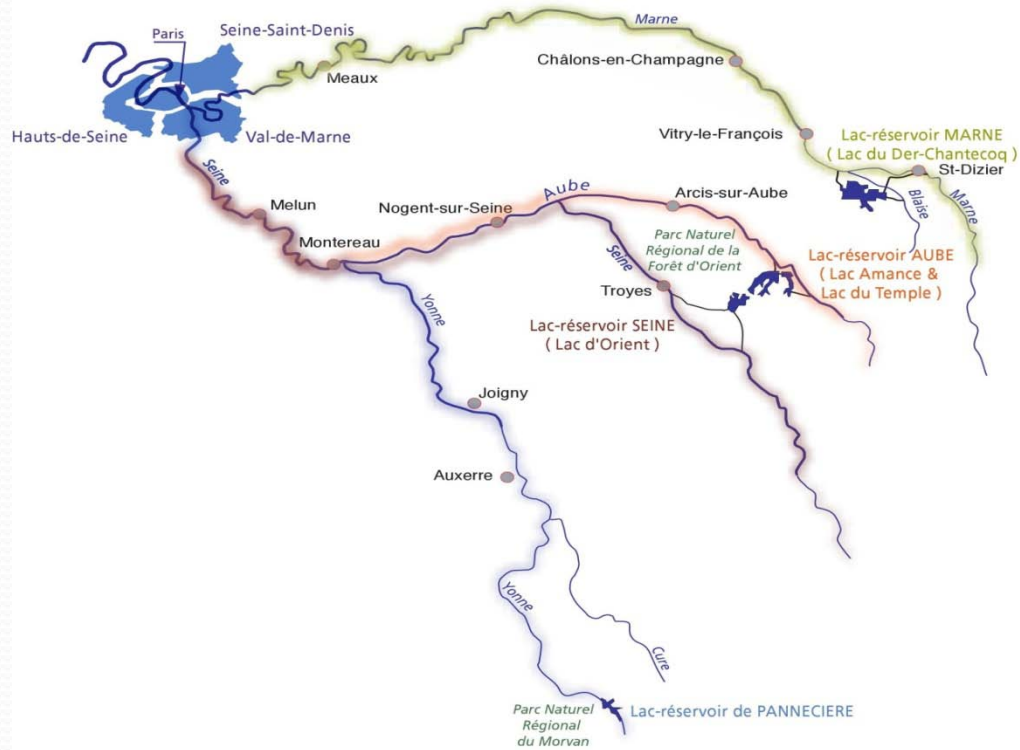 Marne
Paris
Seine-Saint-Denis
Châlons-en-Champagne
Meaux
Hauts-de-Seine
Val-de-Marne
Vitry-le-François
Lac-réservoir MARNE
( Lac du Der-Chantecoq )
St-Dizier
Seine
Aube
Arcis-sur-Aube
Blaise
Marne
Melun
Nogent-sur-Seine
Montereau
Parc Naturel
Régional de la
Forêt d'Orient
Seine
Lac-réservoir AUBE
( Lac Amance &
Lac du Temple )
Troyes
Yonne
Lac-réservoir SEINE
( Lac d'Orient )
Joigny
Auxerre
Yonne
Cure
Parc Naturel
Régional
du Morvan
Lac-réservoir de PANNECIERE